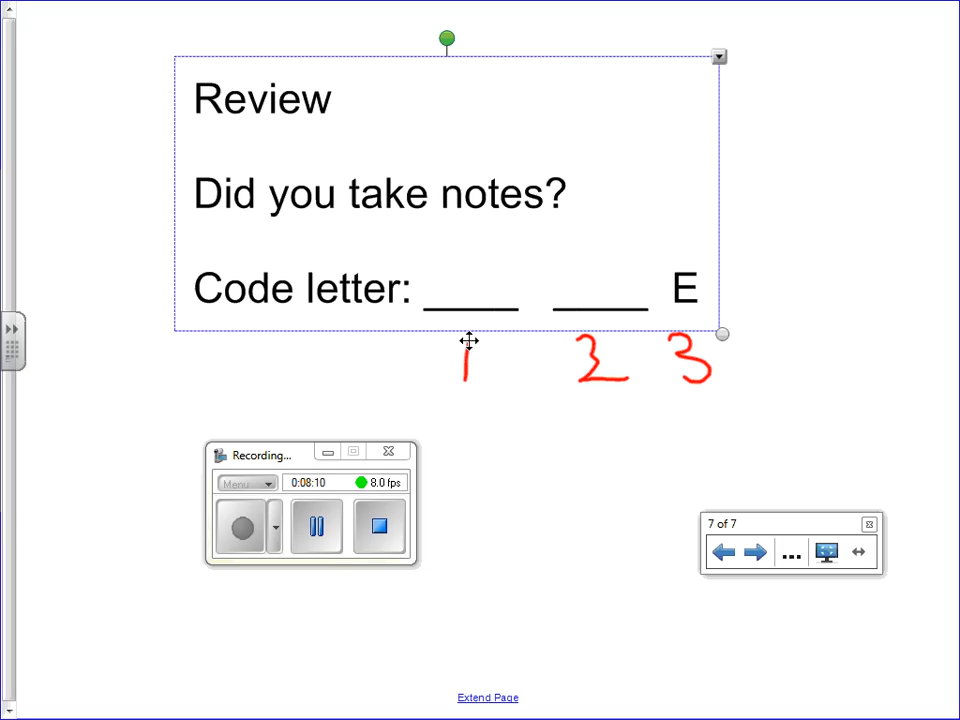 Review
Did you take notes?
Code letter: ____ ____ E
1 2 3
Recording...
Menu 0:08:10 8.0 fps
7 of 7
...
Extend Page